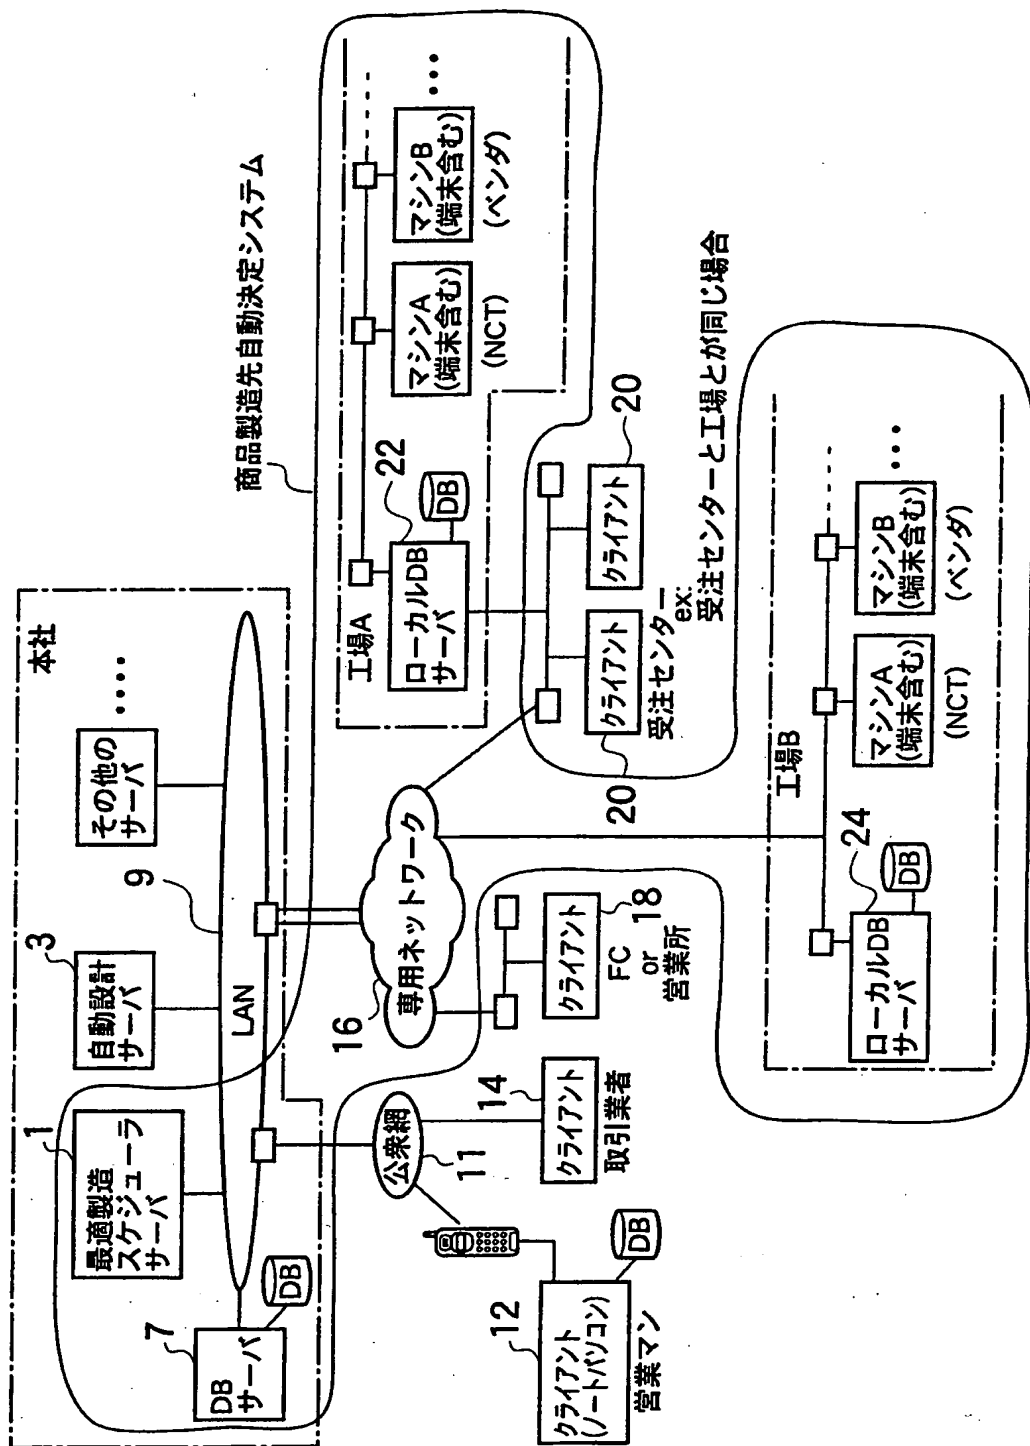 本社
1
最適製造
スケジューラ
サーバ
3
自動設計
サーバ
その他の
サーバ
7
DB
サーバ
DB
LAN
9
商品製造先自動決定システム
12
クライアント
(ノートパソコン)
営業マン
DB
公衆網
11
14
クライアント
取引業者
16
専用ネットワーク
クライアント
18
FC
or
営業所
工場A
22
ローカルDB
サーバ
DB
マシンA
(端末含む)
(NCT)
マシンB
(端末含む)
(ベンダ)
20
クライアント
クライアント
20
受注センター
ex:
受注センターと工場とが同じ場合
工場B
24
ローカルDB
サーバ
DB
マシンA
(端末含む)
(NCT)
マシンB
(端末含む)
(ベンダ)